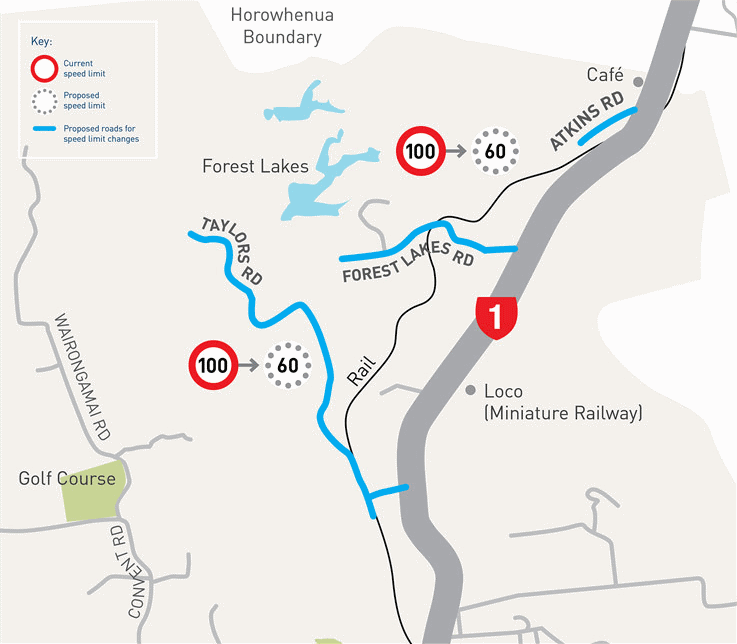 Horowhenua
Boundary
Key:
Current
speed limit
Proposed
speed limit
Proposed roads for
speed limit changes
Café
ATKINS RD
100
60
Forest Lakes
TAYLORS RD
FOREST LAKES RD
1
WAIRONGAMAI RD
100
60
Rail
Loco
(Miniature Railway)
Golf Course
CONVENT RD